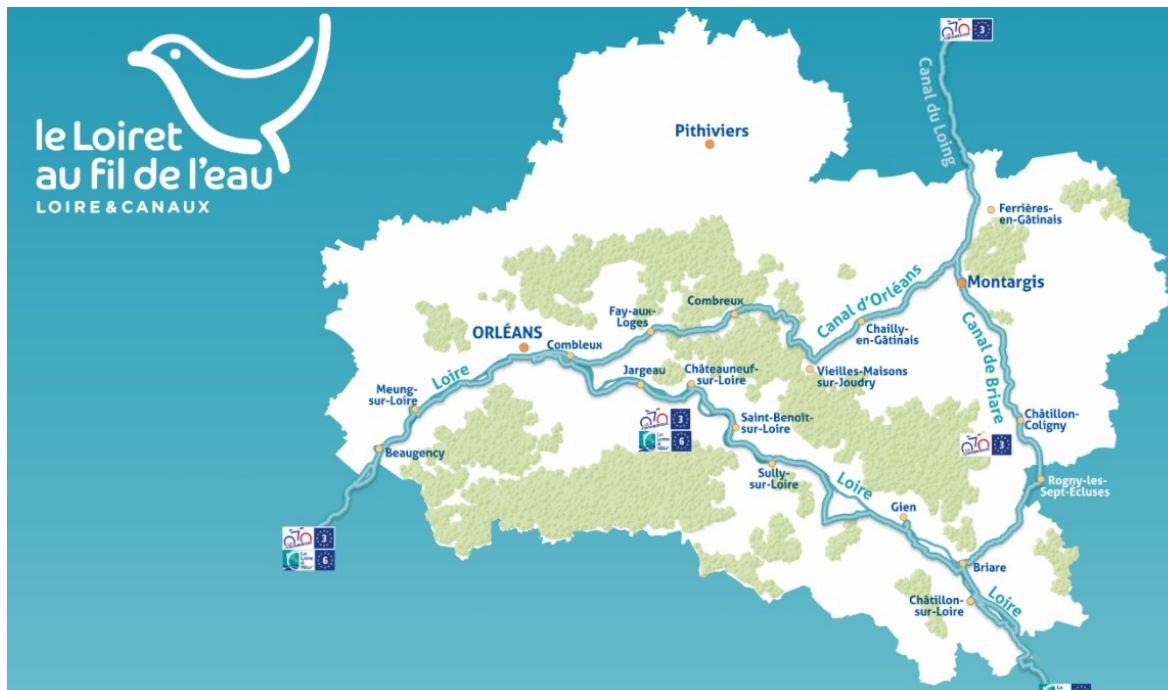 le Loiret
au fil de l'eau
LOIRE & CANAUX
3
Canal du Loing
Pithiviers
Ferrières-
en-Gâtinais
Montargis
Canal d'Orléans
Combreux
Fay-aux-
Loges
Chailly-
en-Gâtinais
ORLÉANS
Combleux
Vieilles-Maisons
sur-Joudry
Canal de Briare
Loire
Jargeau
Châteauneuf-
sur-Loire
Meung-
sur-Loire
3
6
Saint-Benoît-
sur-Loire
Châtillon-
Coligny
3
Beaugency
Sully-
sur-Loire
Rogny-les-
Sept-Ecluses
Loire
Gien
3
6
Briare
Châtillon-
sur-Loire
Loire